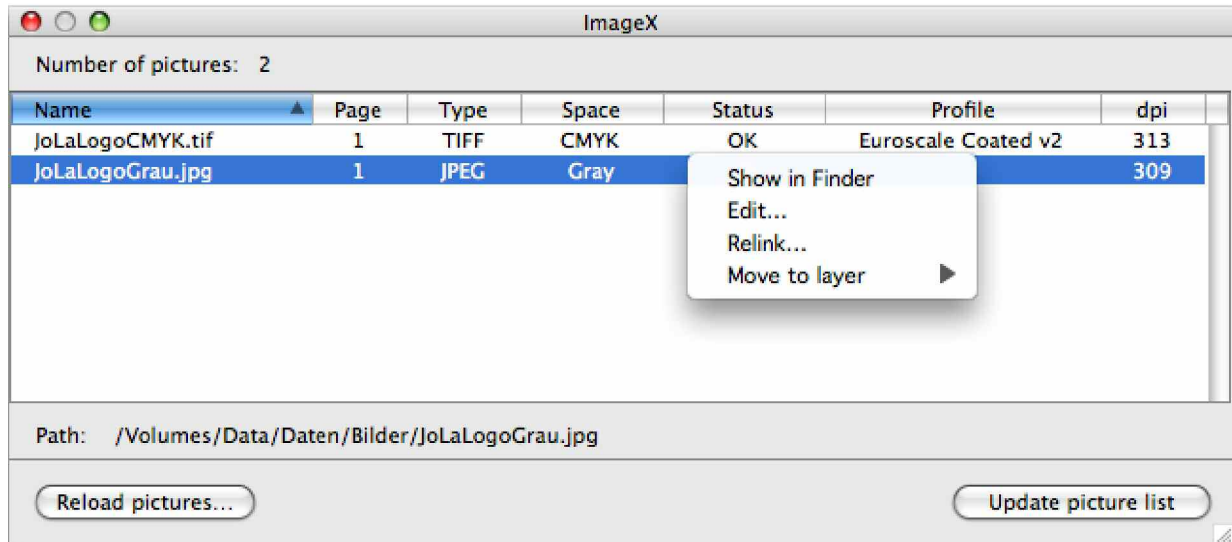 ImageX
Number of pictures: 2
Name Page Type Space Status Profile dpi
JoLaLogoCMYK.tif 1 TIFF CMYK OK Euroscale Coated v2 313
JoLaLogoGrau.jpg 1 JPEG Gray 309
Show in Finder
Edit...
Relink...
Move to layer
Path: /Volumes/Data/Daten/Bilder/JoLaLogoGrau.jpg
Reload pictures... Update picture list